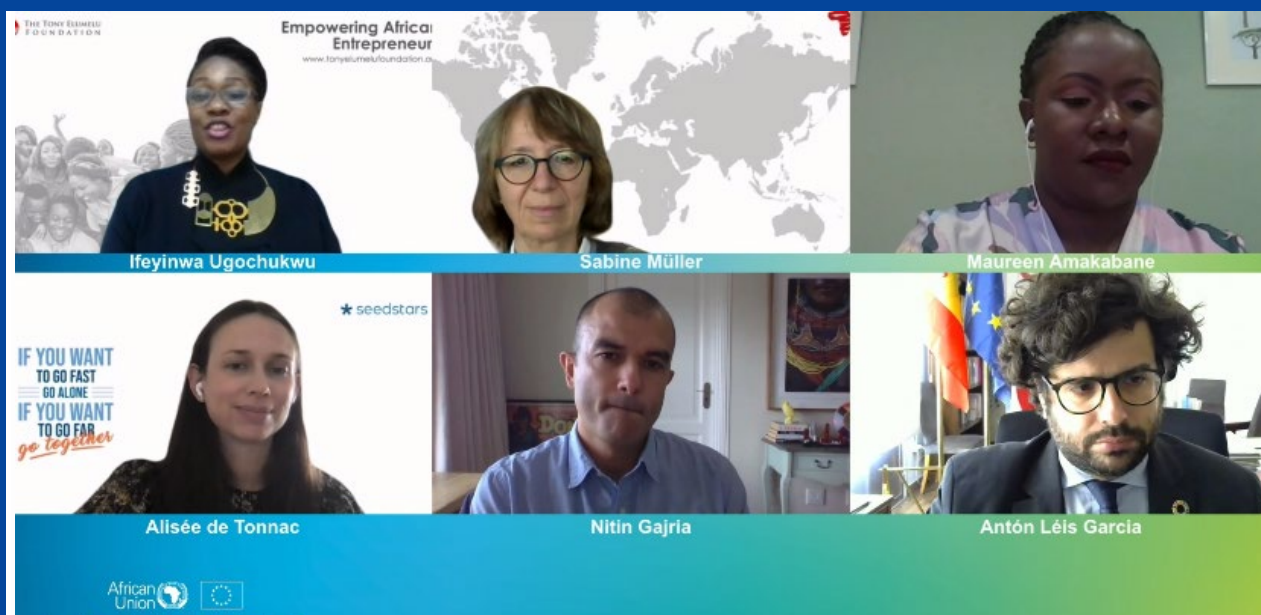 THE TONY ELUMELU
FOUNDATION
Empowering African
Entrepreneur
www.tonyelumelufoundation.o
Ifeyinwa Ugochukwu
Sabine Müller
Maureen Amakabane
seedstars
IF YOU WANT
TO GO FAST
GO ALONE
IF YOU WANT
TO GO FAR
go together
Alisée de Tonnac
Nitin Gajria
Antón Léis Garcia
African
Union